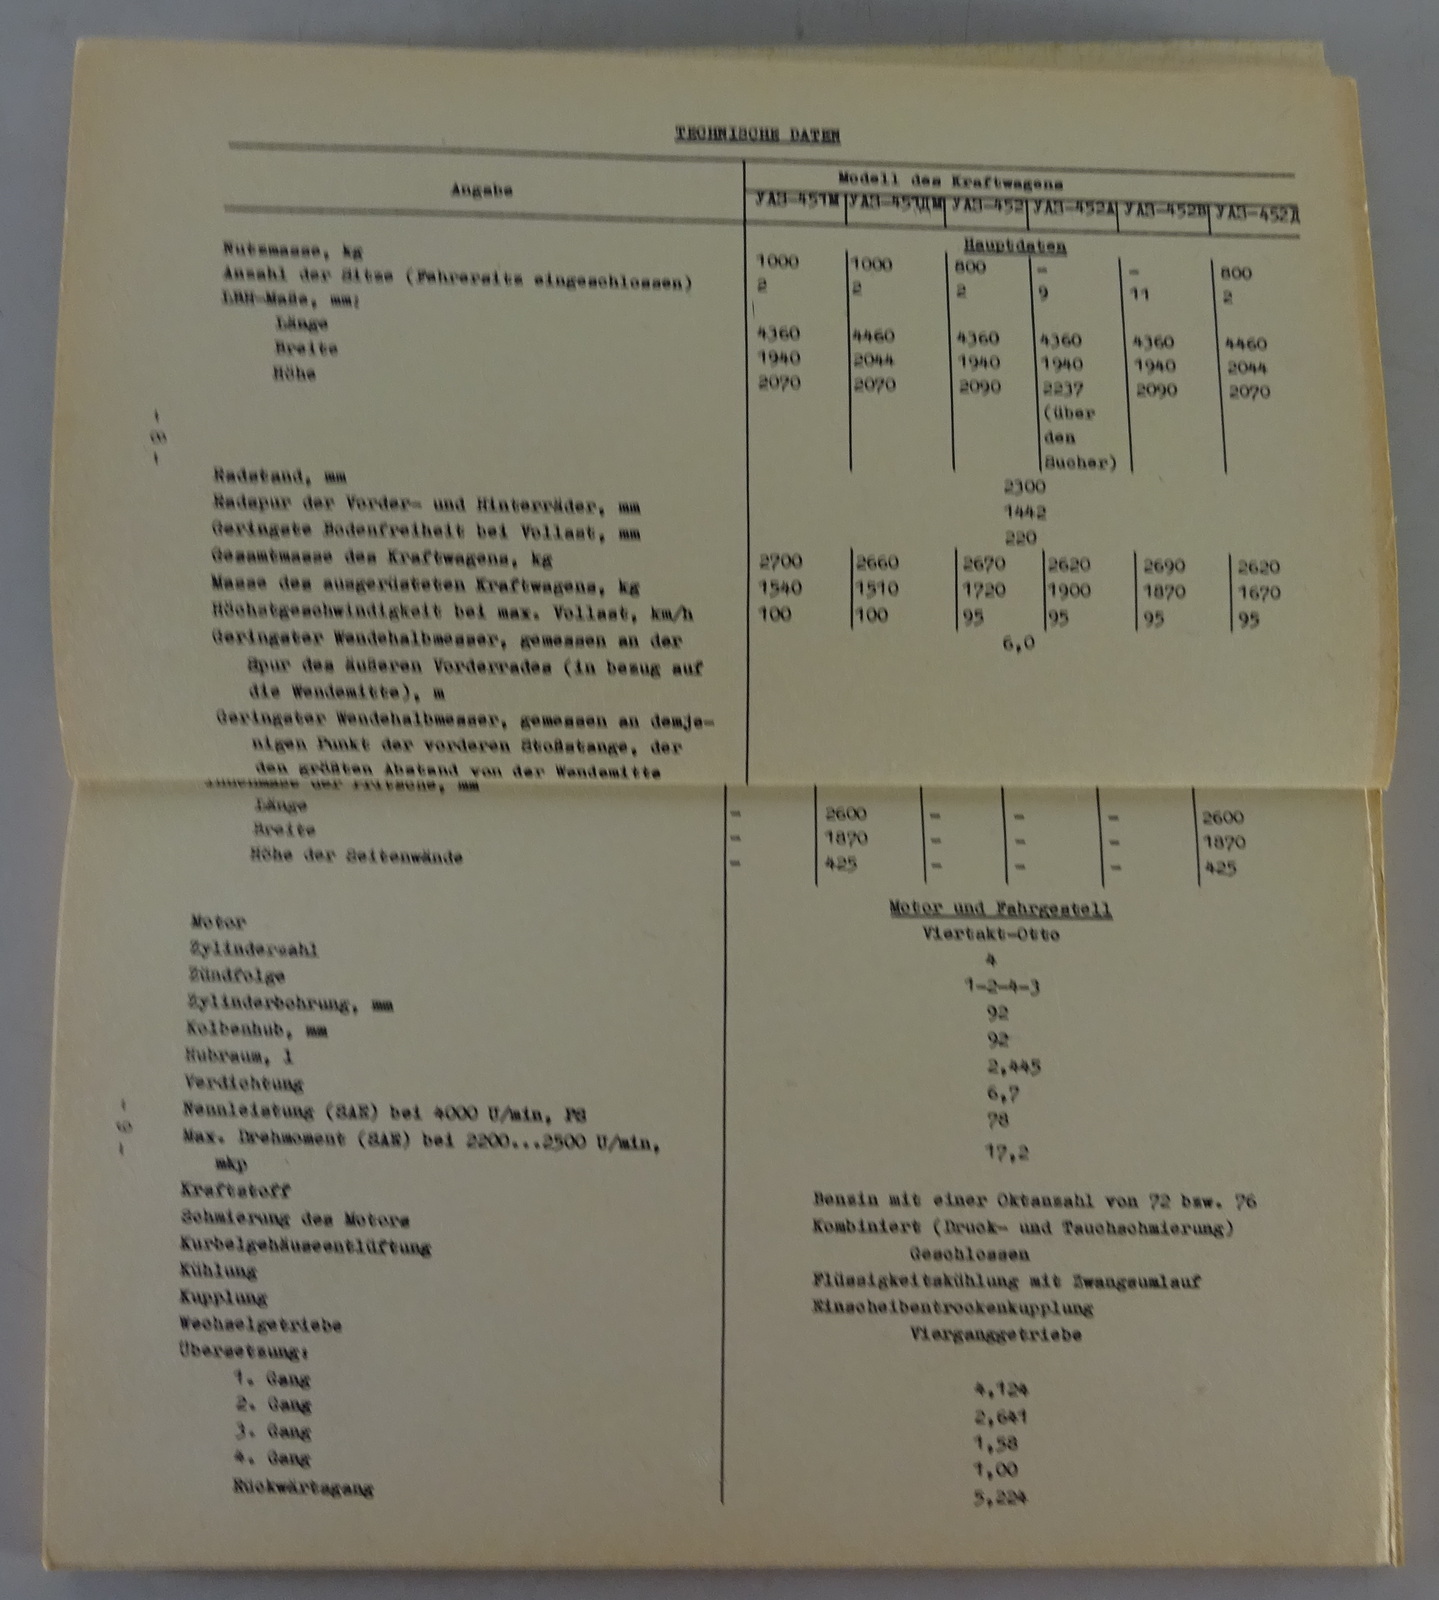 TECHNISCHE DATEN
Angabe Modell des Kraftwagens
УАЗ-451М УАЗ-451ДМ УАЗ-452 УАЗ-452А УАЗ-452В УАЗ-452Д
Hauptdaten
Nutzmasse, kg 1000 1000 800 - - 800
Anzahl der Sitze (Fahrersitz eingeschlossen) 2 2 2 9 11 2
LBH-Maße, mm:
Länge 4360 4460 4360 4360 4360 4460
Breite 1940 2044 1940 1940 1940 2044
Höhe 2070 2070 2090 2237 2090 2070
(über
den
Sucher)
- 8 -
Radstand, mm 2300
Radspur der Vorder- und Hinterräder, mm 1442
Geringste Bodenfreiheit bei Vollast, mm 220
Gesamtmasse des Kraftwagens, kg 2700 2660 2670 2620 2690 2620
Masse des ausgerüsteten Kraftwagens, kg 1540 1510 1720 1900 1870 1670
Höchstgeschwindigkeit bei max. Vollast, km/h 100 100 95 95 95 95
Geringster Wendehalbmesser, gemessen an der 6,0
Spur des äußeren Vorderrades (in bezug auf
die Wendemitte), m
Geringster Wendehalbmesser, gemessen an demje-
nigen Punkt der vorderen Stoßstange, der
den größten Abstand von der Wendemitte
der Pritsche, mm
Länge - 2600 - - - 2600
Breite - 1870 - - - 1870
Höhe der Seitenwände - 425 - - - 425
Motor und Fahrgestell
Motor Viertakt-Otto
Zylinderzahl 4
Zündfolge 1-2-4-3
Zylinderbohrung, mm 92
Kolbenhub, mm 92
Hubraum, l 2,445
Verdichtung 6,7
Nennleistung (SAE) bei 4000 U/min, PS 78
Max. Drehmoment (SAE) bei 2200...2500 U/min, 17,2
mkp
- 9 -
Kraftstoff Benzin mit einer Oktanzahl von 72 bzw. 76
Schmierung des Motors Kombiniert (Druck- und Tauchschmierung)
Kurbelgehäuseentlüftung Geschlossen
Kühlung Flüssigkeitskühlung mit Zwangsumlauf
Kupplung Einscheibentrockenkupplung
Wechselgetriebe Vierganggetriebe
Übersetzung:
1. Gang 4,124
2. Gang 2,641
3. Gang 1,58
4. Gang 1,00
Rückwärtsgang 5,224